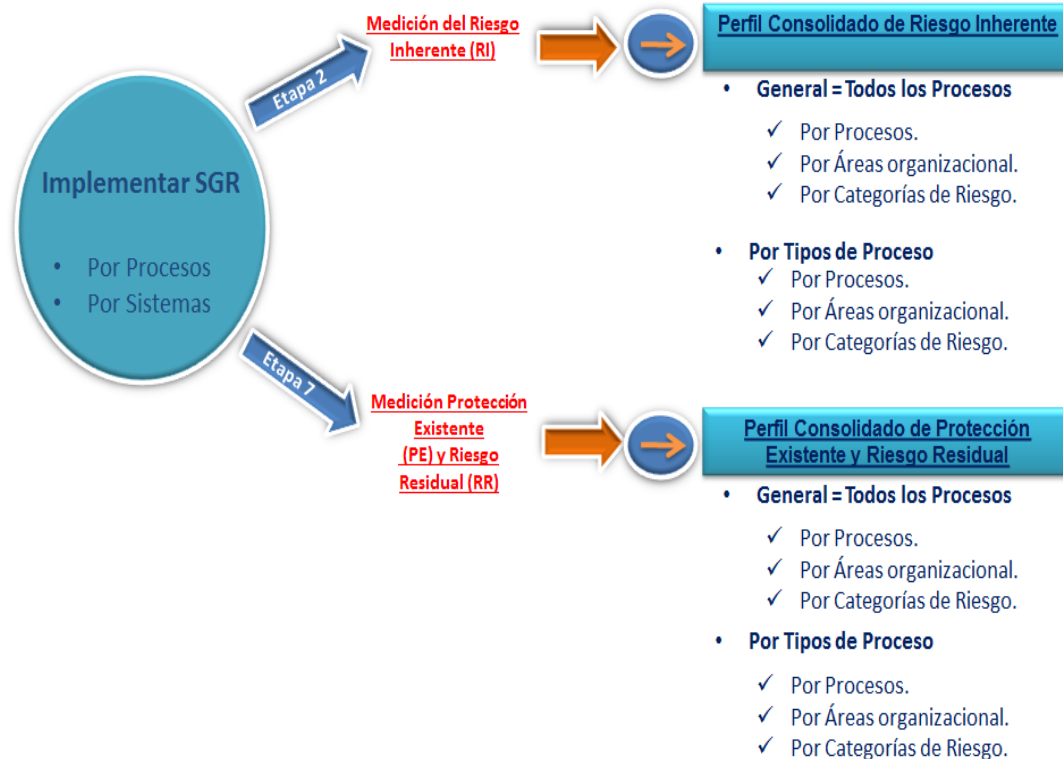 Implementar SGR
• Por Procesos
• Por Sistemas
Etapa 2
Medición del Riesgo
Inherente (RI)
Perfil Consolidado de Riesgo Inherente
• General = Todos los Procesos
✓ Por Procesos.
✓ Por Áreas organizacional.
✓ Por Categorías de Riesgo.
• Por Tipos de Proceso
✓ Por Procesos.
✓ Por Áreas organizacional.
✓ Por Categorías de Riesgo.
Etapa 7
Medición Protección
Existente
(PE) y Riesgo
Residual (RR)
Perfil Consolidado de Protección
Existente y Riesgo Residual
• General = Todos los Procesos
✓ Por Procesos.
✓ Por Áreas organizacional.
✓ Por Categorías de Riesgo.
• Por Tipos de Proceso
✓ Por Procesos.
✓ Por Áreas organizacional.
✓ Por Categorías de Riesgo.